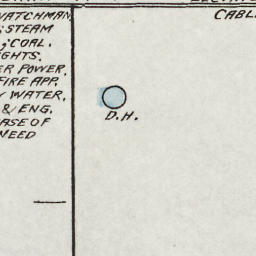 WATCHMAN
CABL
; STEAM
; COAL.
GHTS.
ER POWER.
FIRE APP.
WATER,
& ENG.
ASE OF
NEED
D.H.